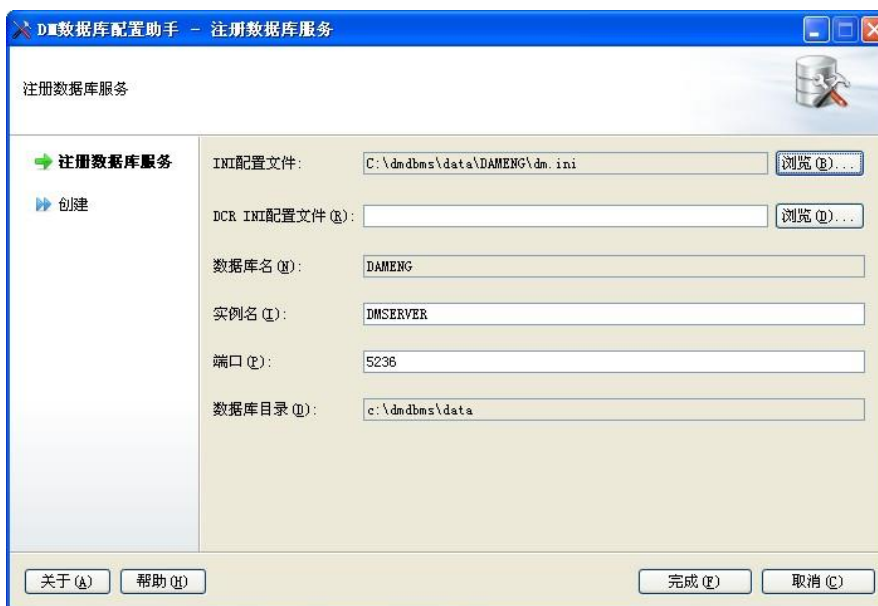 DM数据库配置助手 - 注册数据库服务
注册数据库服务
注册数据库服务
创建
INI配置文件: C:\dmdbms\data\DAMENG\dm.ini 浏览(B)...
DCR INI配置文件(R): 浏览(D)...
数据库名(N): DAMENG
实例名(I): DMSERVER
端口(P): 5236
数据库目录(D): c:\dmdbms\data
关于(A) 帮助(H) 完成(F) 取消(C)